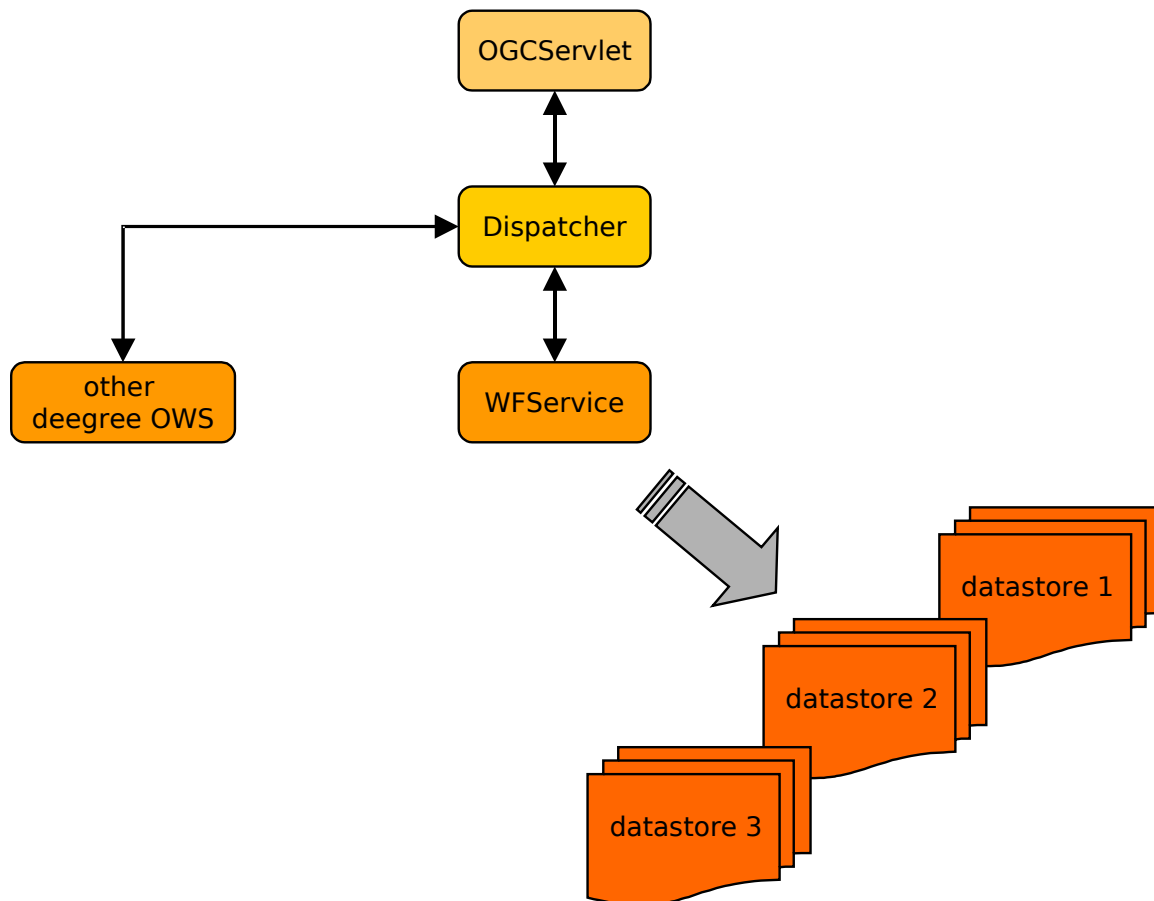 OGCServlet
Dispatcher
other
deegree OWS
WFService
datastore 1
datastore 2
datastore 3